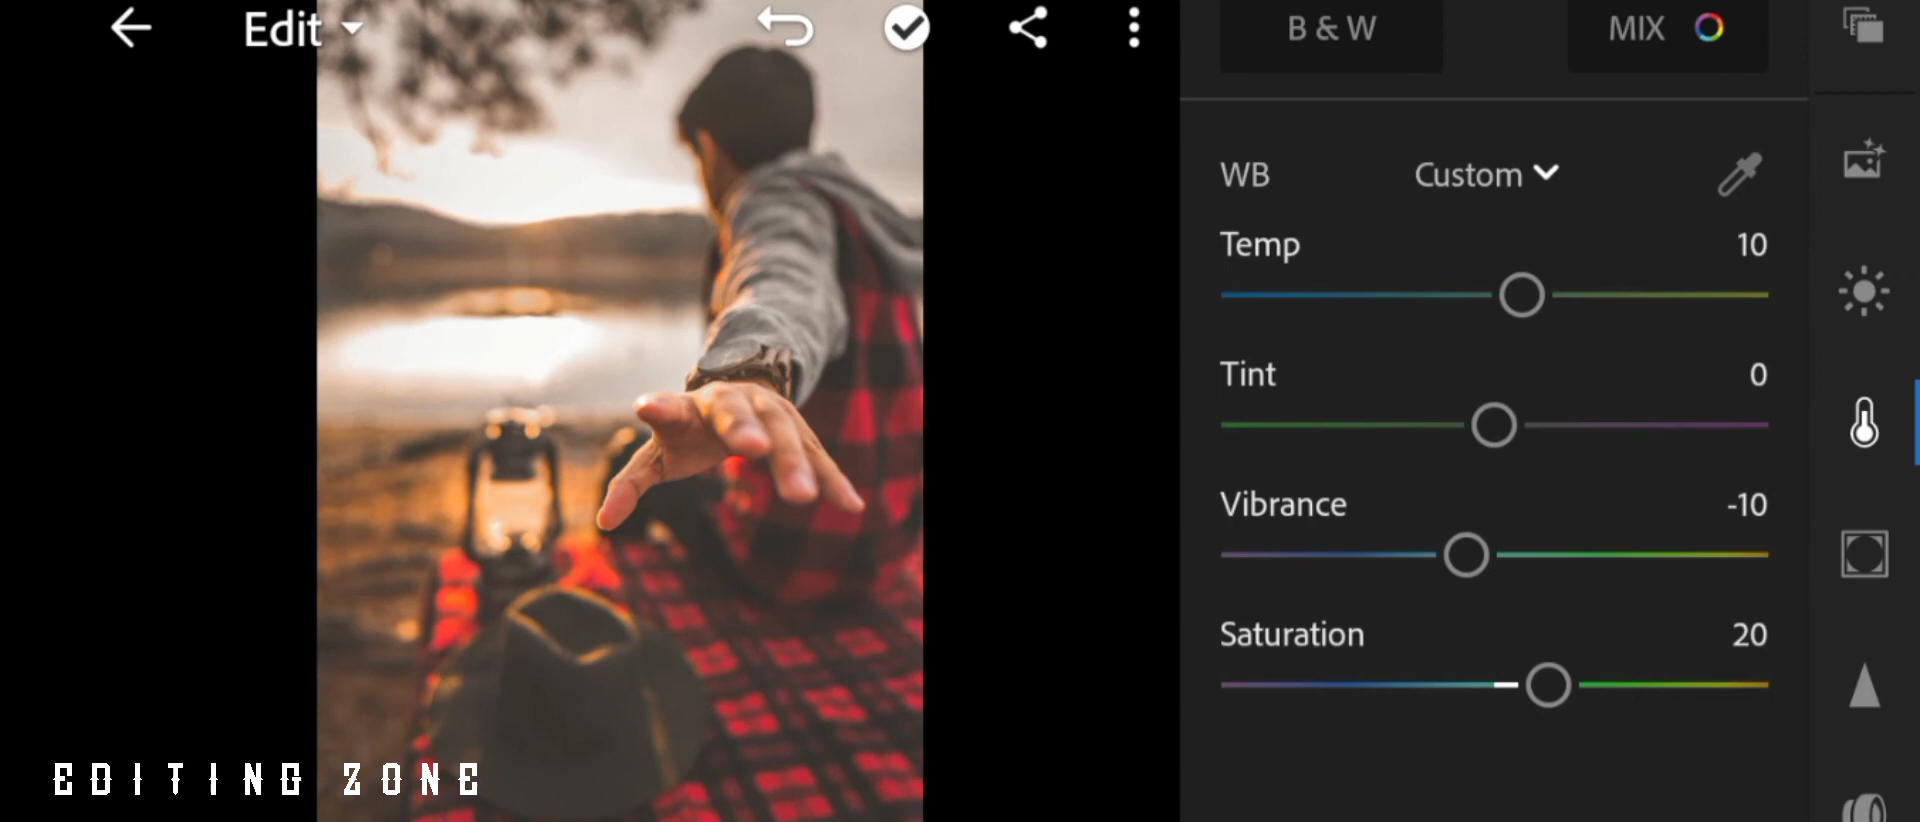 Edit
B & W
MIX
WB
Custom
Temp
10
Tint
0
Vibrance
-10
Saturation
20
EDITING ZONE